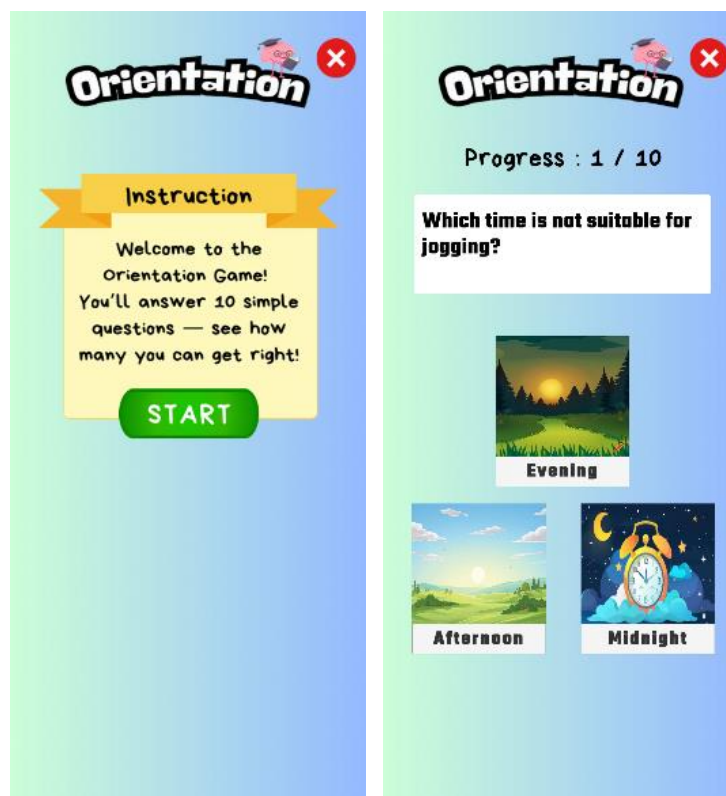 Orientation
Instruction
Welcome to the
Orientation Game!
You'll answer 10 simple
questions — see how
many you can get right!
START
Orientation
Progress : 1 / 10
Which time is not suitable for
jogging?
Evening
Afternoon
Midnight